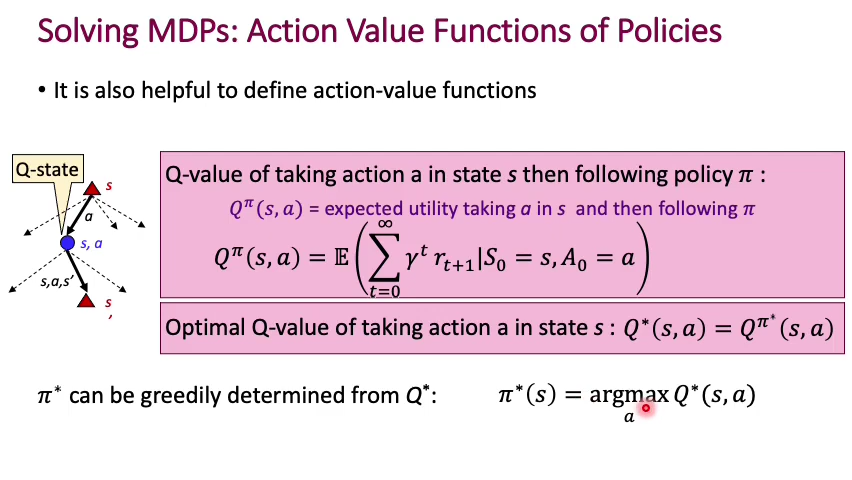 Solving MDPs: Action Value Functions of Policies
• It is also helpful to define action-value functions
Q-state
s
a
s, a
s,a,s’
s
’
Q-value of taking action a in state s then following policy π :
Q^π(s, a) = expected utility taking a in s and then following π
Q^π(s, a) = 𝔼(∑_{t=0}^{∞} γ^t r_{t+1}|S_0 = s, A_0 = a)
Optimal Q-value of taking action a in state s : Q*(s, a) = Q^{π*}(s, a)
π* can be greedily determined from Q*: π*(s) = argmax_a Q*(s, a)